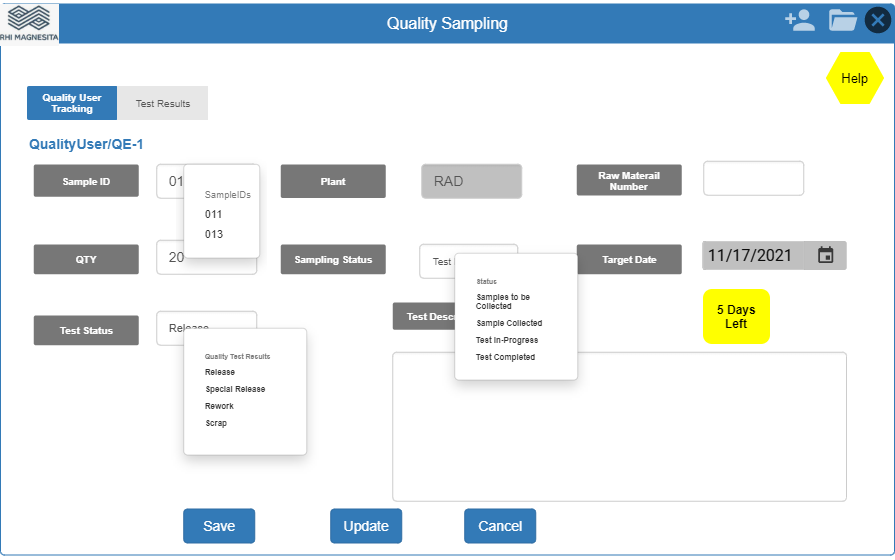 RHI MAGNESITA
Quality Sampling
Help
Quality User
Tracking
Test Results
QualityUser/QE-1
Sample ID
01
SampleIDs
011
013
Plant
RAD
Raw Materail
Number
QTY
20
Sampling Status
Test
Status
Samples to be
Collected
Sample Collected
Test In-Progress
Test Completed
Target Date
11/17/2021
5 Days
Left
Test Status
Release
Quality Test Results
Release
Special Release
Rework
Scrap
Test Desc
Save
Update
Cancel